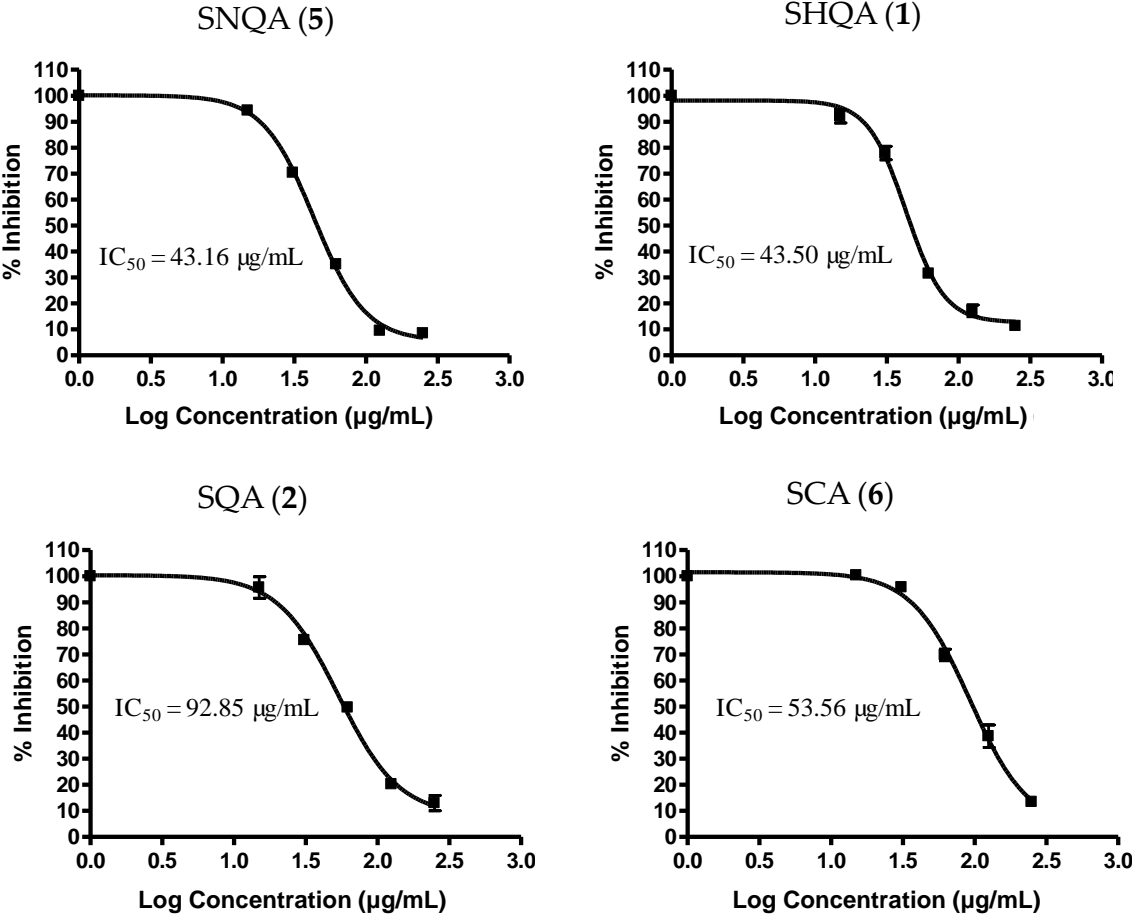 SNQA (5)
110
100
90
80
70
60
50
40
30
20
10
0
% Inhibition
IC50 = 43.16 µg/mL
0.0 0.5 1.0 1.5 2.0 2.5 3.0
Log Concentration (µg/mL)
SHQA (1)
110
100
90
80
70
60
50
40
30
20
10
0
% Inhibition
IC50 = 43.50 µg/mL
0.0 0.5 1.0 1.5 2.0 2.5 3.0
Log Concentration (µg/mL)
SQA (2)
110
100
90
80
70
60
50
40
30
20
10
0
% Inhibition
IC50 = 92.85 µg/mL
0.0 0.5 1.0 1.5 2.0 2.5 3.0
Log Concentration (µg/mL)
SCA (6)
110
100
90
80
70
60
50
40
30
20
10
0
% Inhibition
IC50 = 53.56 µg/mL
0.0 0.5 1.0 1.5 2.0 2.5 3.0
Log Concentration (µg/mL)